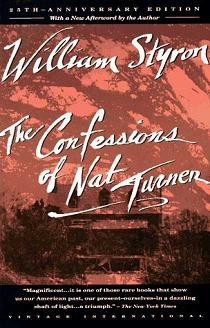 25TH-ANNIVERSARY EDITION
With a New Afterword by the Author
William Styron
The Confessions
of Nat Turner
"Magnificent...it is one of those rare books that show
us our American past, our present–ourselves–in a dazzling
shaft of light...a triumph." – The New York Times
VINTAGE INTERNATIONAL